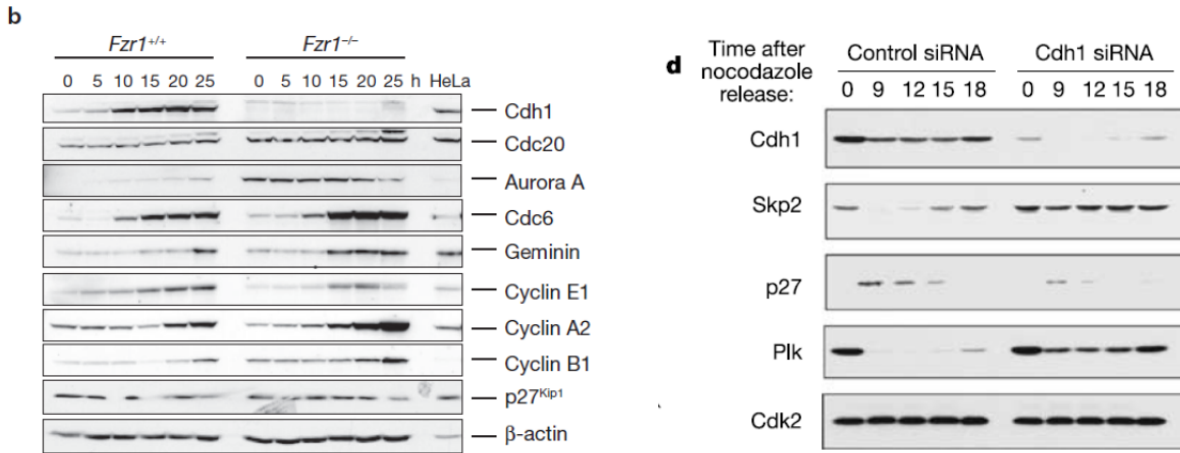 b
Fzr1+/+ Fzr1−/−
0 5 10 15 20 25 0 5 10 15 20 25 h HeLa
Cdh1
Cdc20
Aurora A
Cdc6
Geminin
Cyclin E1
Cyclin A2
Cyclin B1
p27Kip1
β-actin
d
Time after nocodazole release:
Control siRNA Cdh1 siRNA
0 9 12 15 18 0 9 12 15 18
Cdh1
Skp2
p27
Plk
Cdk2